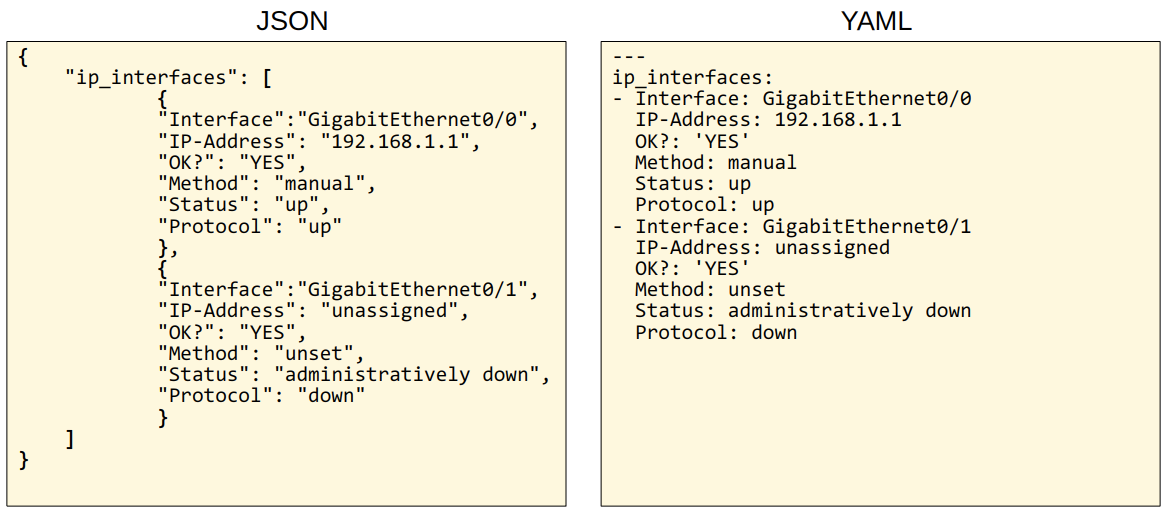 JSON
{
    "ip_interfaces": [
            {
            "Interface":"GigabitEthernet0/0",
            "IP-Address": "192.168.1.1",
            "OK?": "YES",
            "Method": "manual",
            "Status": "up",
            "Protocol": "up"
            },
            {
            "Interface":"GigabitEthernet0/1",
            "IP-Address": "unassigned",
            "OK?": "YES",
            "Method": "unset",
            "Status": "administratively down",
            "Protocol": "down"
            }
    ]
}
YAML
---
ip_interfaces:
- Interface: GigabitEthernet0/0
  IP-Address: 192.168.1.1
  OK?: 'YES'
  Method: manual
  Status: up
  Protocol: up
- Interface: GigabitEthernet0/1
  IP-Address: unassigned
  OK?: 'YES'
  Method: unset
  Status: administratively down
  Protocol: down